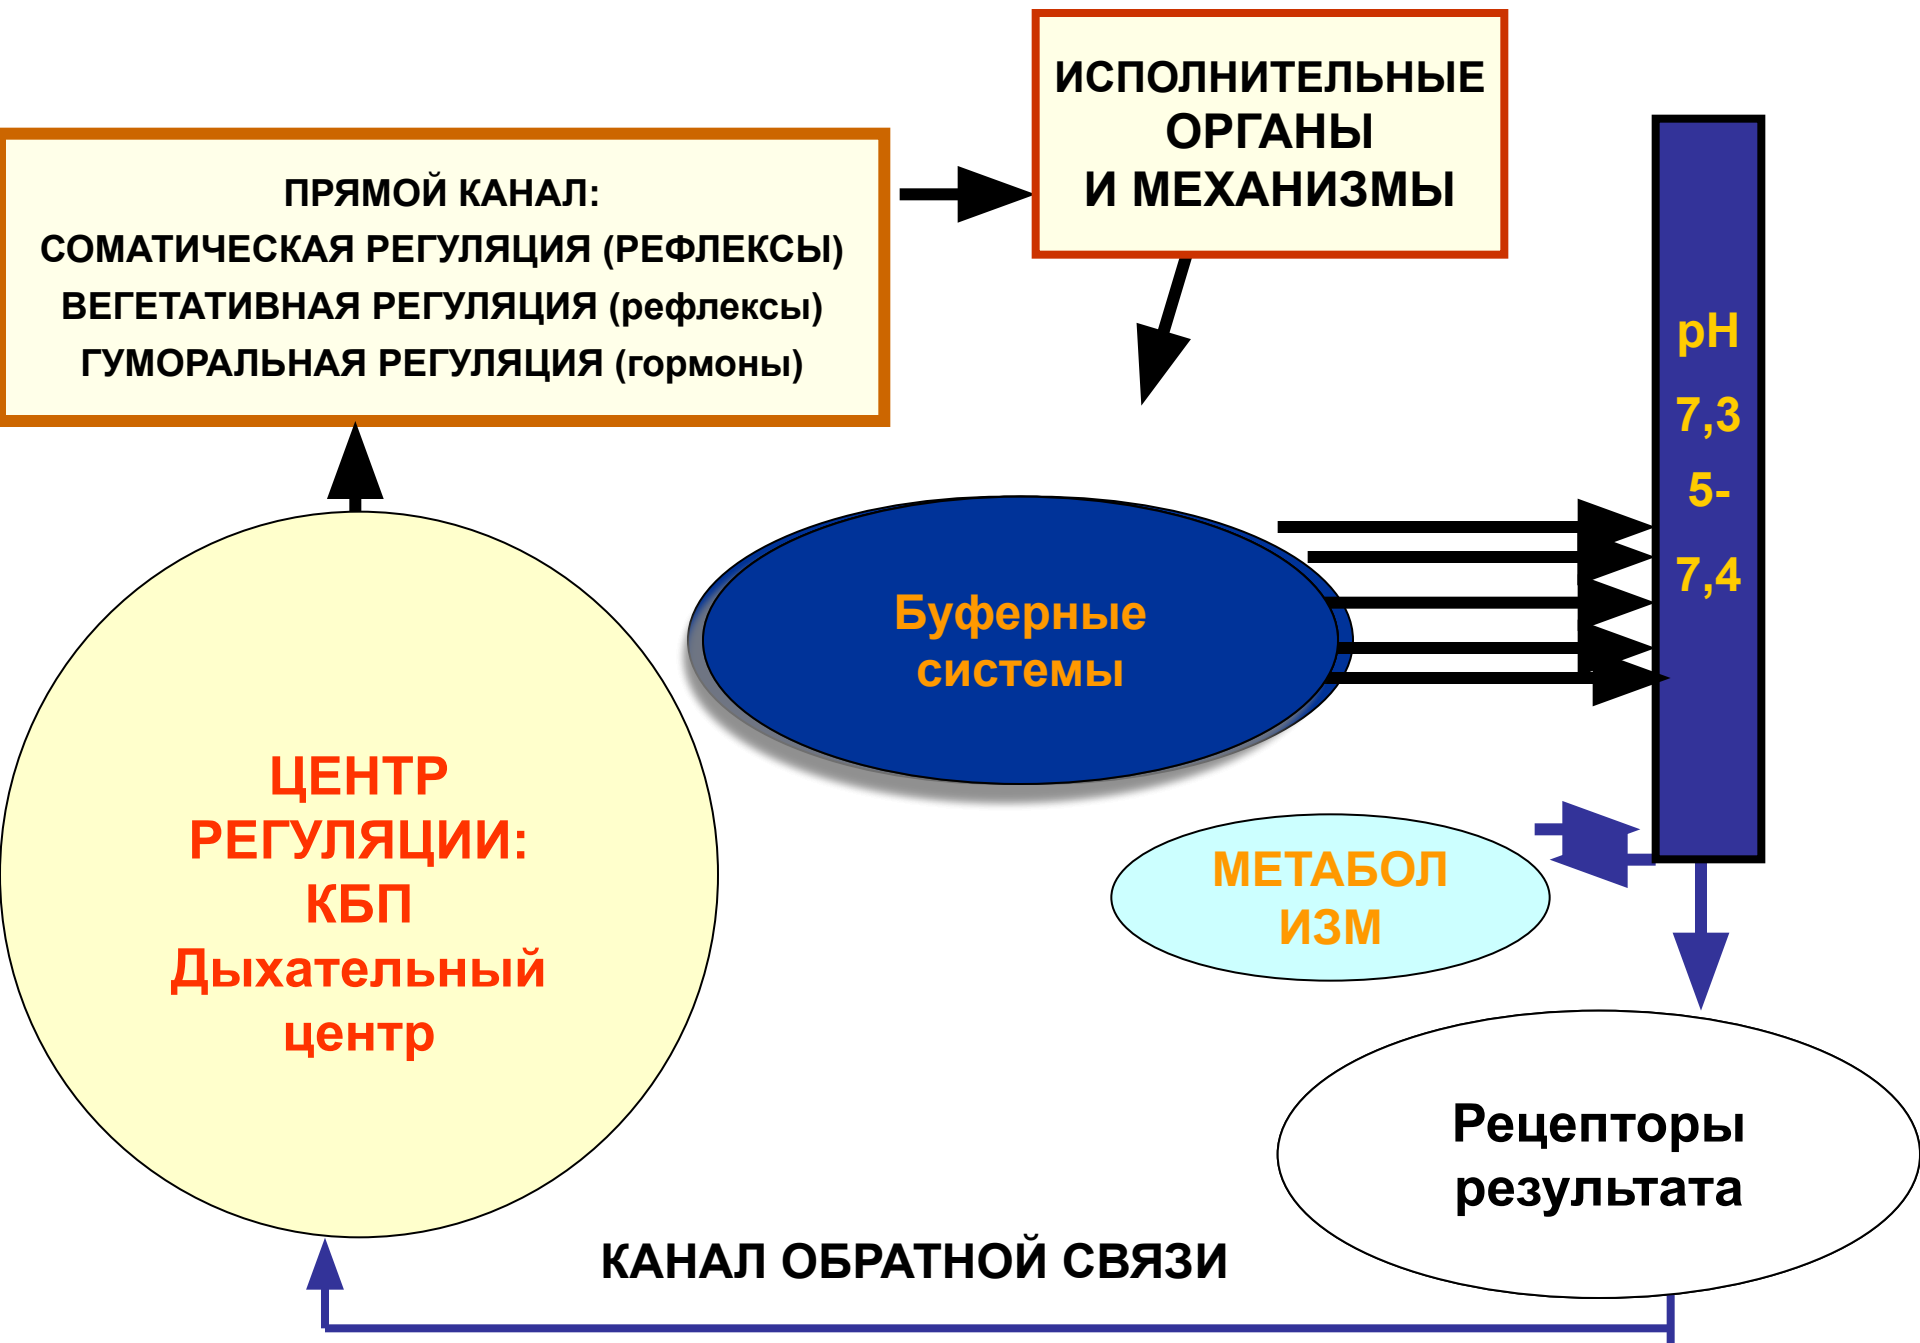 ИСПОЛНИТЕЛЬНЫЕ
ОРГАНЫ
И МЕХАНИЗМЫ
ПРЯМОЙ КАНАЛ:
СОМАТИЧЕСКАЯ РЕГУЛЯЦИЯ (РЕФЛЕКСЫ)
ВЕГЕТАТИВНАЯ РЕГУЛЯЦИЯ (рефлексы)
ГУМОРАЛЬНАЯ РЕГУЛЯЦИЯ (гормоны)
рН
7,3
5-
7,4
Буферные
системы
ЦЕНТР
РЕГУЛЯЦИИ:
КБП
Дыхательный
центр
МЕТАБОЛ
ИЗМ
Рецепторы
результата
КАНАЛ ОБРАТНОЙ СВЯЗИ